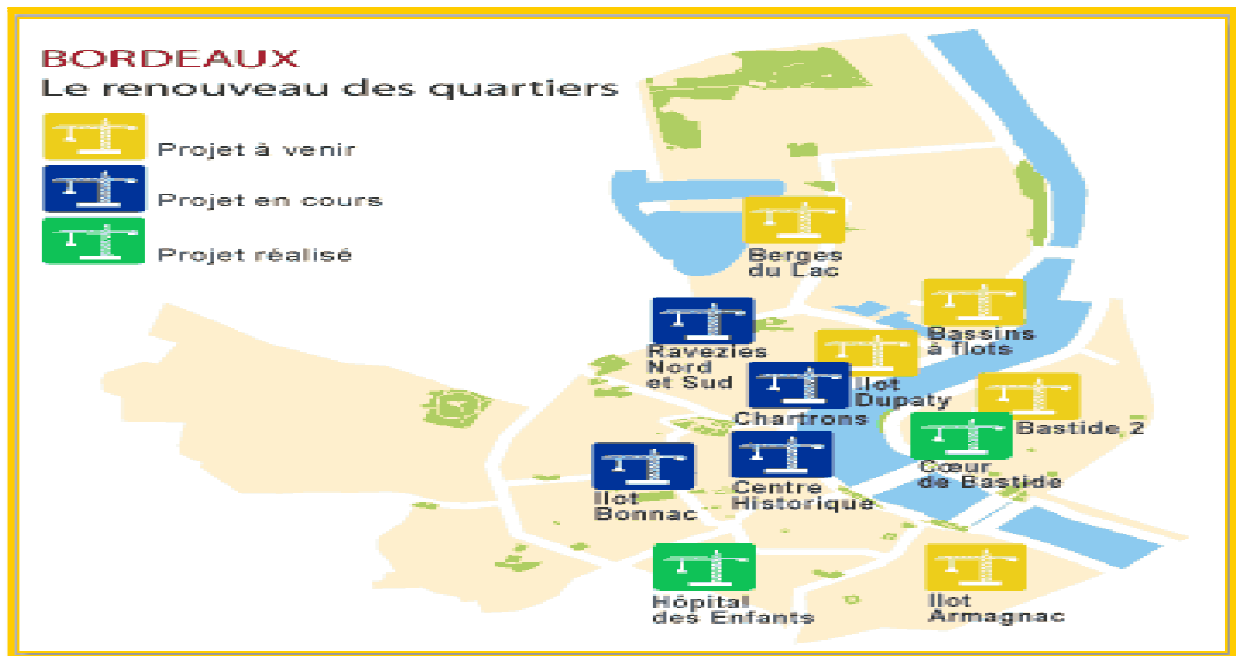 BORDEAUX
Le renouveau des quartiers
Projet à venir
Projet en cours
Projet réalisé
Berges
du Lac
Bassins
à flots
Ravezies
Nord
et Sud
Ilot
Dupaty
Chartrons
Bastide 2
Cœur
de Bastide
Centre
Historique
Ilot
Bonnac
Hôpital
des Enfants
Ilot
Armagnac